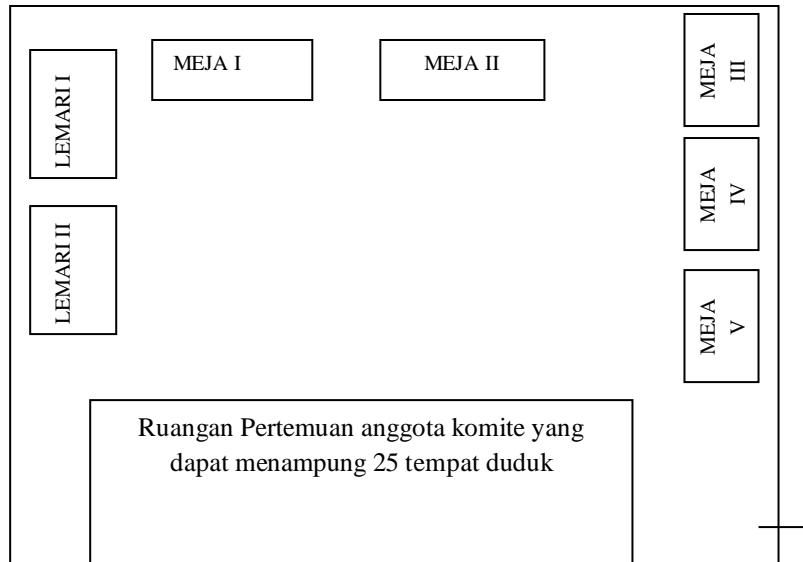 MEJA I
MEJA II
MEJA
III
LEMARI I
MEJA
IV
LEMARI II
MEJA
V
Ruangan Pertemuan anggota komite yang
dapat menampung 25 tempat duduk